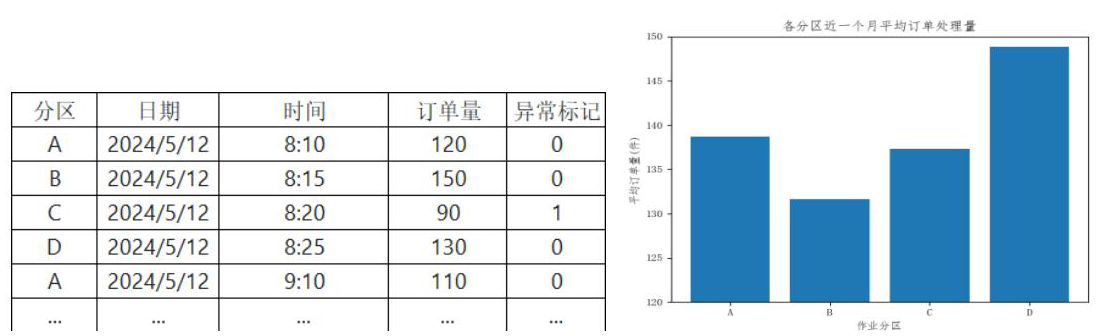 分区 日期 时间 订单量 异常标记
A 2024/5/12 8:10 120 0
B 2024/5/12 8:15 150 0
C 2024/5/12 8:20 90 1
D 2024/5/12 8:25 130 0
A 2024/5/12 9:10 110 0
... ... ... ... ...
各分区近一个月平均订单处理量
平均订单量(件)
150
145
140
135
130
125
120
A B C D
作业分区